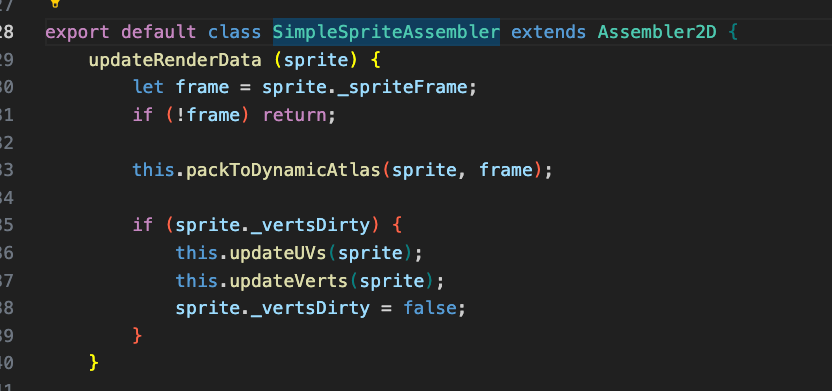 27
28 export default class SimpleSpriteAssembler extends Assembler2D {
29 updateRenderData (sprite) {
30 let frame = sprite._spriteFrame;
31 if (!frame) return;
32
33 this.packToDynamicAtlas(sprite, frame);
34
35 if (sprite._vertsDirty) {
36 this.updateUVs(sprite);
37 this.updateVerts(sprite);
38 sprite._vertsDirty = false;
39 }
40 }
41